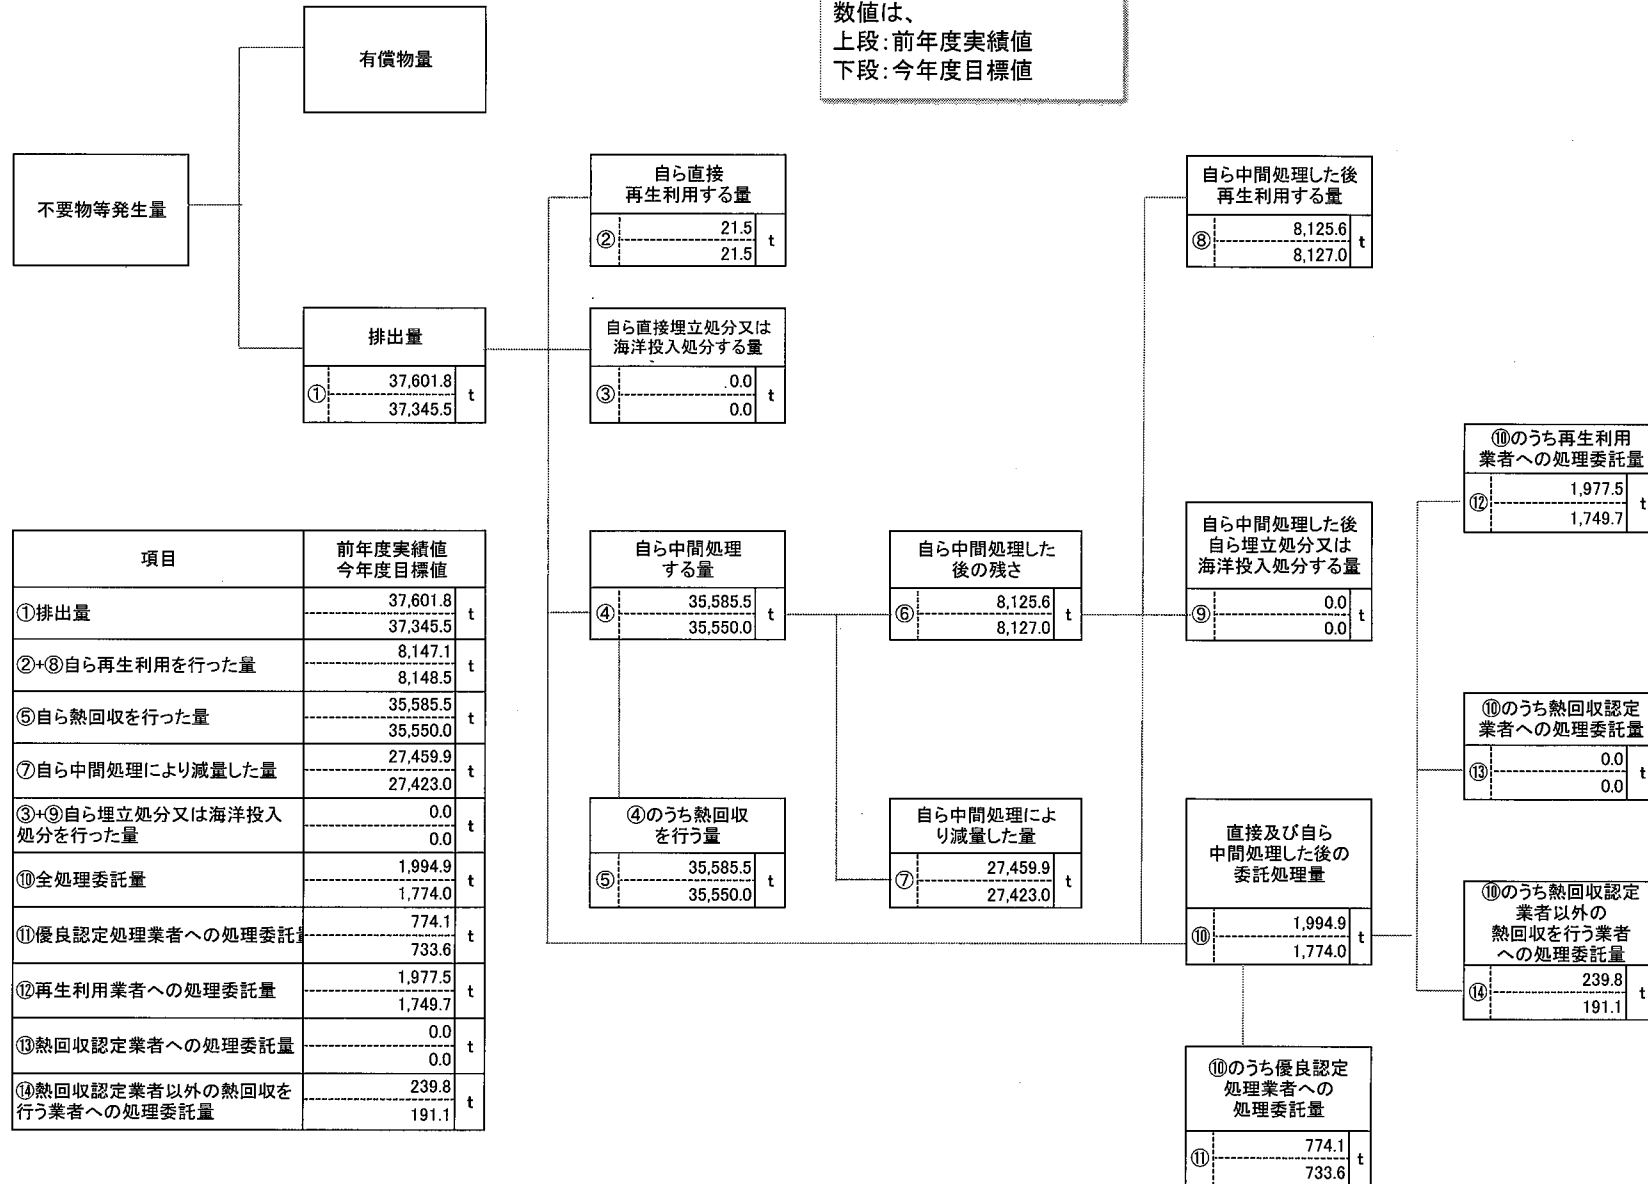 数値は、
上段:前年度実績値
下段:今年度目標値
有償物量
不要物等発生量
排出量
① 37,601.8 t
37,345.5
自ら直接
再生利用する量
② 21.5 t
21.5
自ら直接埋立処分又は
海洋投入処分する量
③ 0.0 t
0.0
自ら中間処理
する量
④ 35,585.5 t
35,550.0
④のうち熱回収
を行う量
⑤ 35,585.5 t
35,550.0
自ら中間処理した
後の残さ
⑥ 8,125.6 t
8,127.0
自ら中間処理によ
り減量した量
⑦ 27,459.9 t
27,423.0
自ら中間処理した後
再生利用する量
⑧ 8,125.6 t
8,127.0
自ら中間処理した後
自ら埋立処分又は
海洋投入処分する量
⑨ 0.0 t
0.0
直接及び自ら
中間処理した後の
委託処理量
⑩ 1,994.9 t
1,774.0
⑩のうち優良認定
処理業者への
処理委託量
⑪ 774.1 t
733.6
⑩のうち再生利用
業者への処理委託量
⑫ 1,977.5 t
1,749.7
⑩のうち熱回収認定
業者への処理委託量
⑬ 0.0 t
0.0
⑩のうち熱回収認定
業者以外の
熱回収を行う業者
への処理委託量
⑭ 239.8 t
191.1
項目 前年度実績値
今年度目標値
①排出量 37,601.8 t
37,345.5
②+⑧自ら再生利用を行った量 8,147.1 t
8,148.5
⑤自ら熱回収を行った量 35,585.5 t
35,550.0
⑦自ら中間処理により減量した量 27,459.9 t
27,423.0
③+⑨自ら埋立処分又は海洋投入
処分を行った量 0.0 t
0.0
⑩全処理委託量 1,994.9 t
1,774.0
⑪優良認定処理業者への処理委託量 774.1 t
733.6
⑫再生利用業者への処理委託量 1,977.5 t
1,749.7
⑬熱回収認定業者への処理委託量 0.0 t
0.0
⑭熱回収認定業者以外の熱回収を
行う業者への処理委託量 239.8 t
191.1